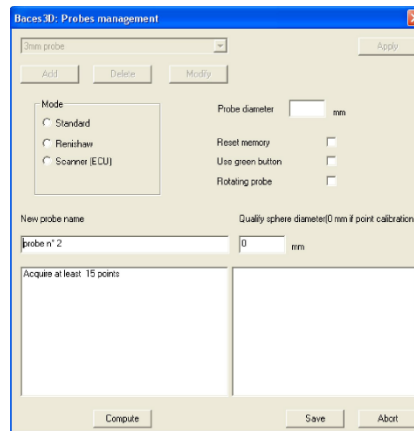 Baces3D: Probes management
3mm probe
Apply
Add Delete Modify
Mode
Standard
Renishaw
Scanner (ECU)
Probe diameter mm
Reset memory
Use green button
Rotating probe
New probe name
Qualify sphere diameter(0 mm if point calibration
probe n° 2
0 mm
Acquire at least 15 points
Compute Save Abort